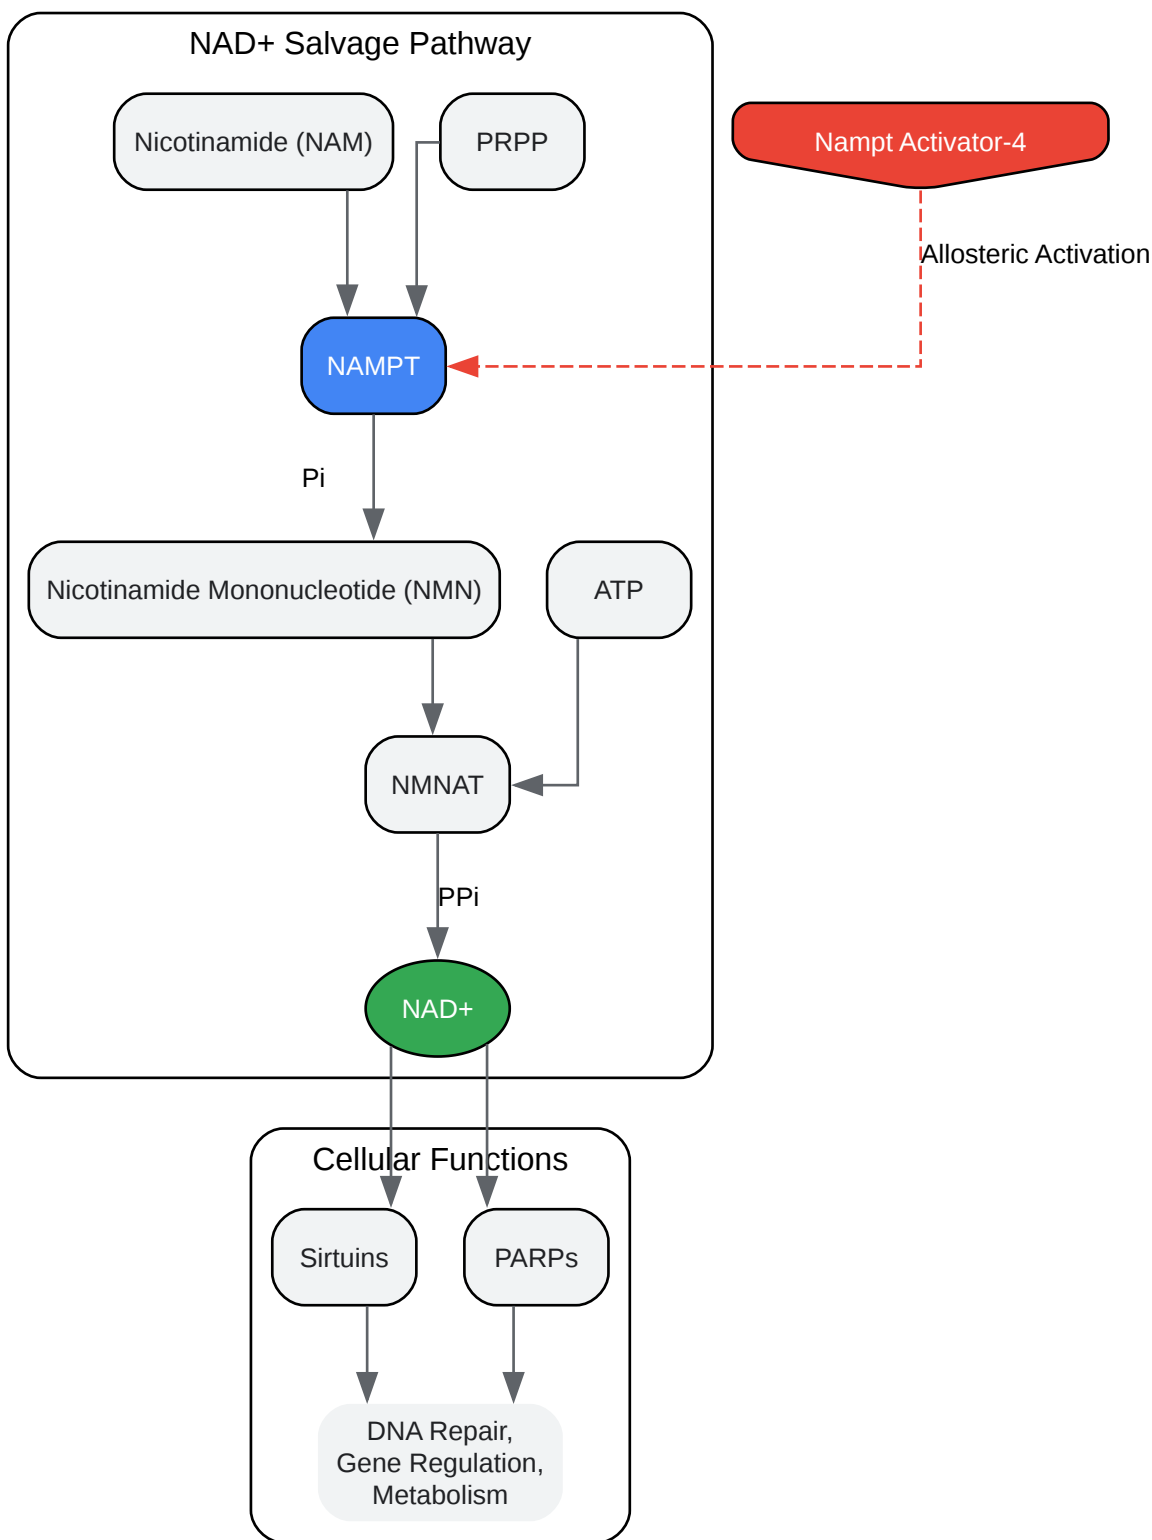 NAD+ Salvage Pathway
Nicotinamide (NAM)
PRPP
Nampt Activator-4
Allosteric Activation
NAMPT
Pi
Nicotinamide Mononucleotide (NMN)
ATP
NMNAT
PPi
NAD+
Cellular Functions
Sirtuins
PARPs
DNA Repair,
Gene Regulation,
Metabolism